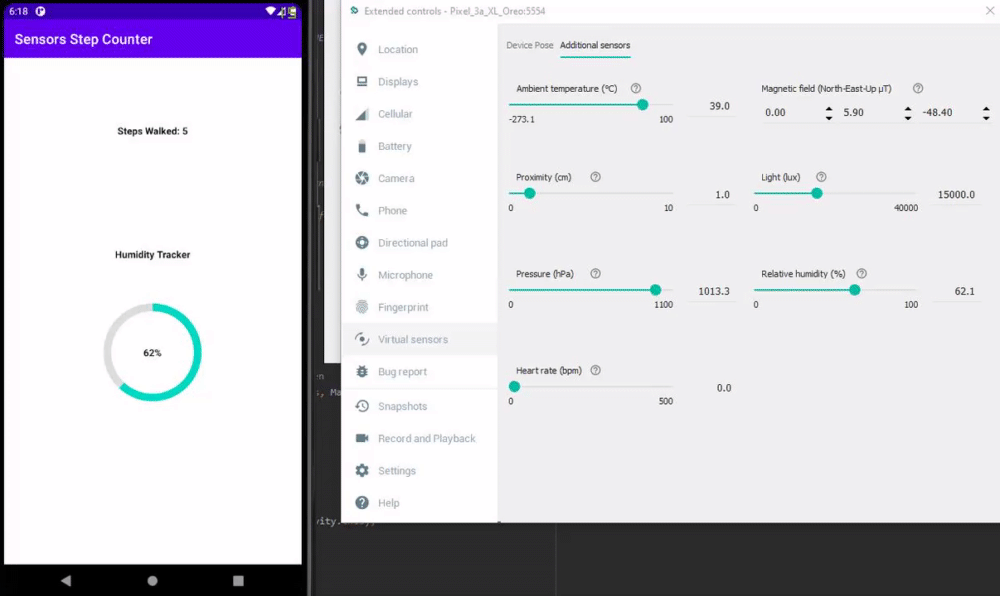 6:18
Sensors Step Counter
Steps Walked: 5
Humidity Tracker
62%
Extended controls - Pixel_3a_XL_Oreo:5554
Location
Displays
Cellular
Battery
Camera
Phone
Directional pad
Microphone
Fingerprint
Virtual sensors
Bug report
Snapshots
Record and Playback
Settings
Help
Device Pose Additional sensors
Ambient temperature (°C)
39.0
-273.1 100
Magnetic field (North-East-Up μT)
0.00 5.90 -48.40
Proximity (cm)
1.0
0 10
Light (lux)
15000.0
0 40000
Pressure (hPa)
1013.3
0 1100
Relative humidity (%)
62.1
0 100
Heart rate (bpm)
0.0
0 500